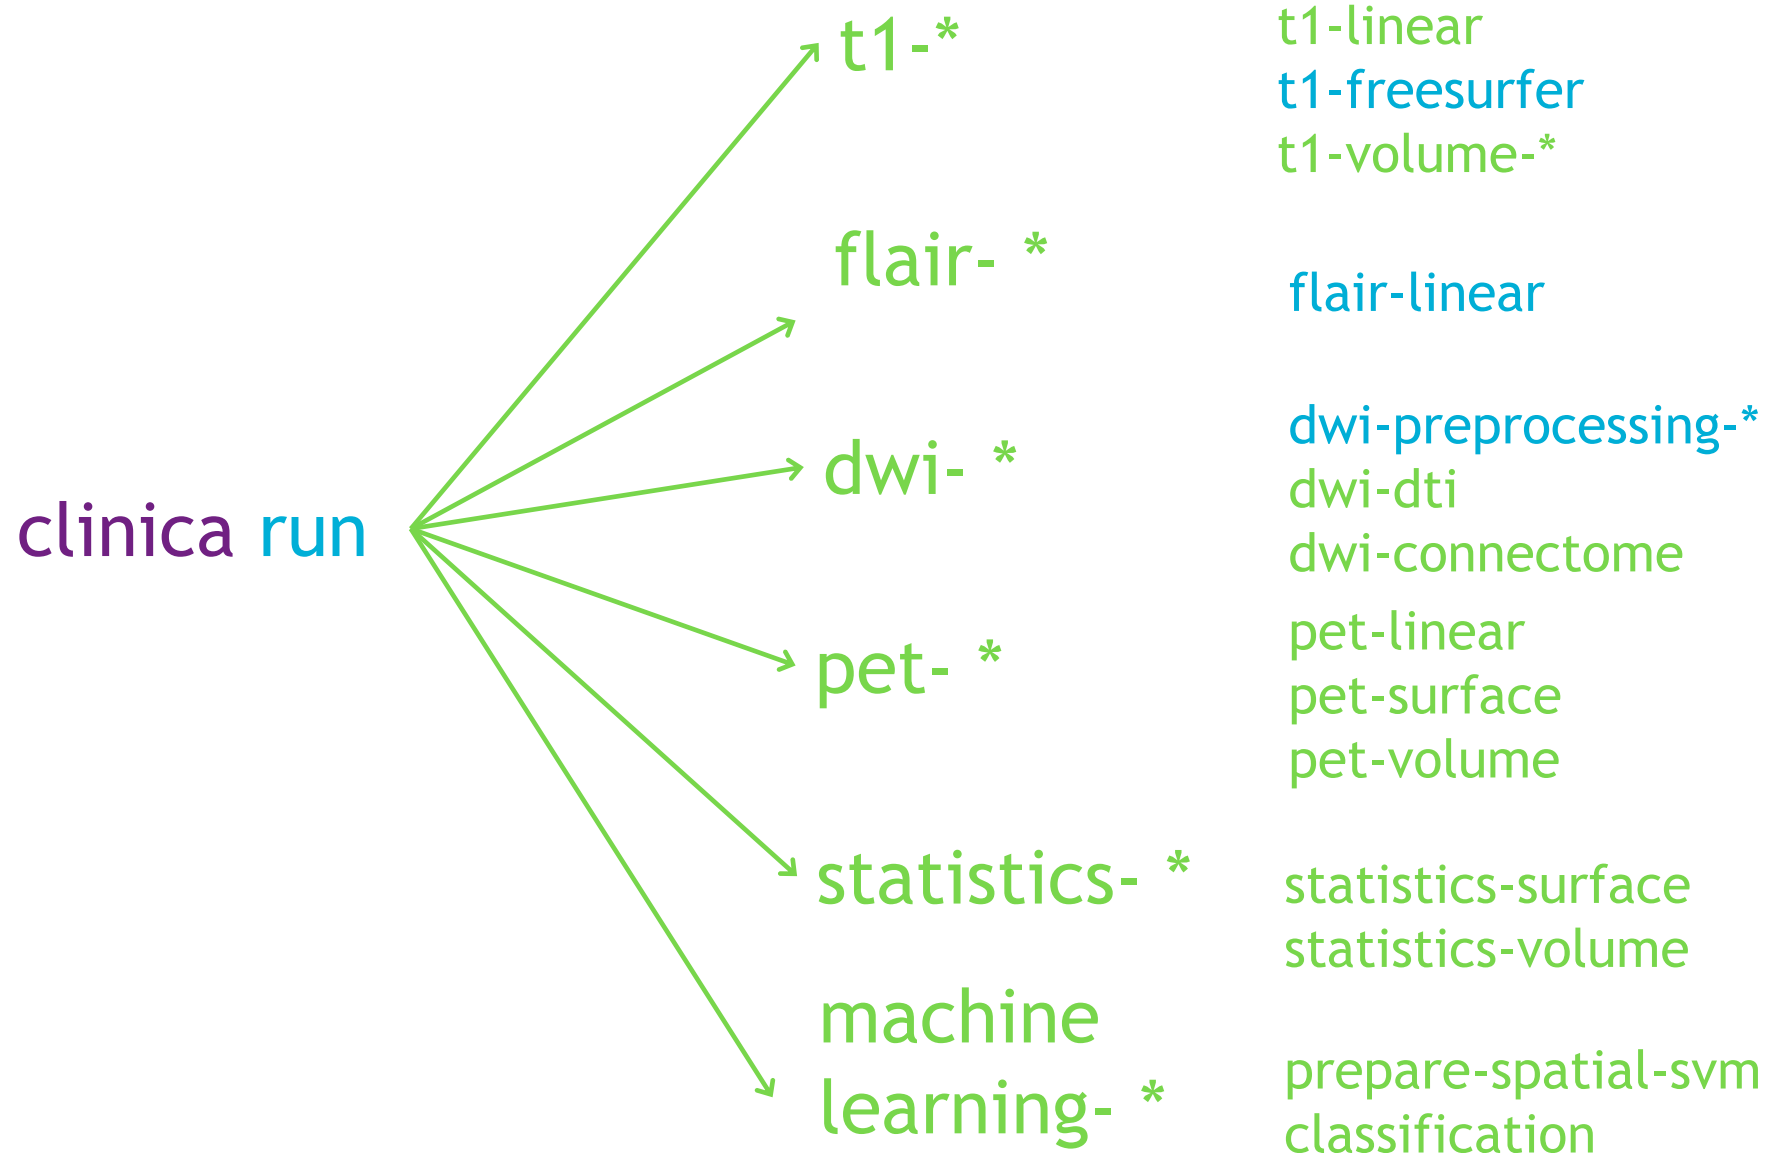 clinica run
t1-*
t1-linear
t1-freesurfer
t1-volume-*
flair- *
flair-linear
dwi- *
dwi-preprocessing-*
dwi-dti
dwi-connectome
pet- *
pet-linear
pet-surface
pet-volume
statistics- *
statistics-surface
statistics-volume
machine
learning- *
prepare-spatial-svm
classification